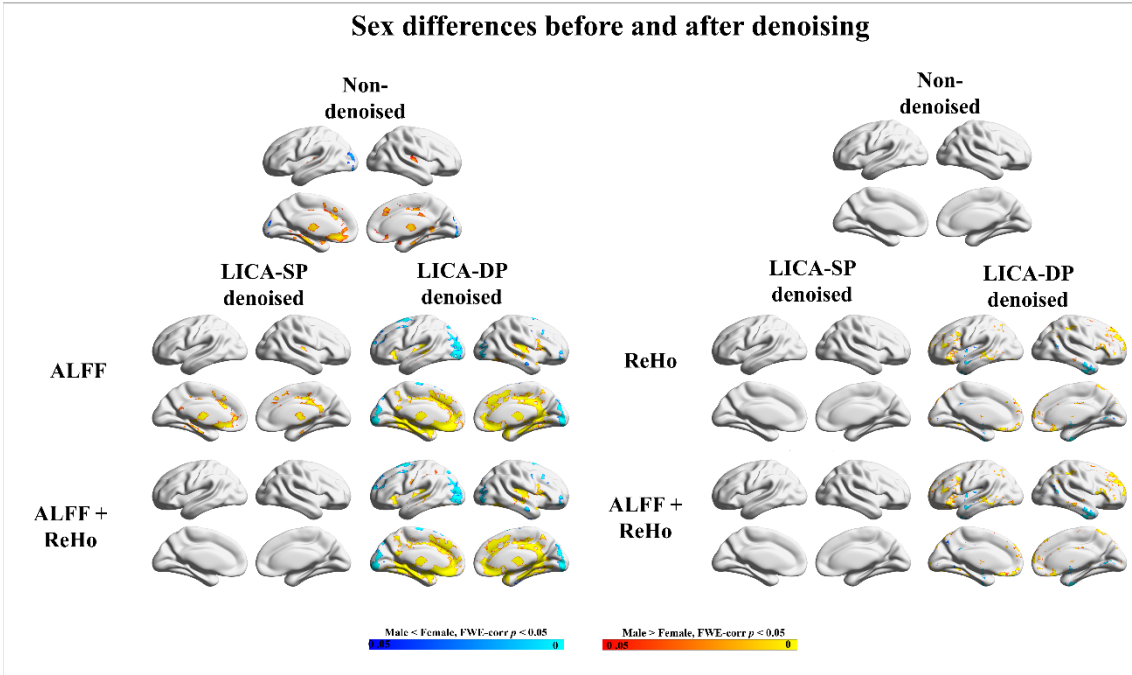 Sex differences before and after denoising
Non-
denoised
Non-
denoised
LICA-SP
denoised
LICA-DP
denoised
LICA-SP
denoised
LICA-DP
denoised
ALFF
ReHo
ALFF +
ReHo
ALFF +
ReHo
Male < Female, FWE-corr p < 0.05
0.05 0
Male > Female, FWE-corr p < 0.05
0.05 0